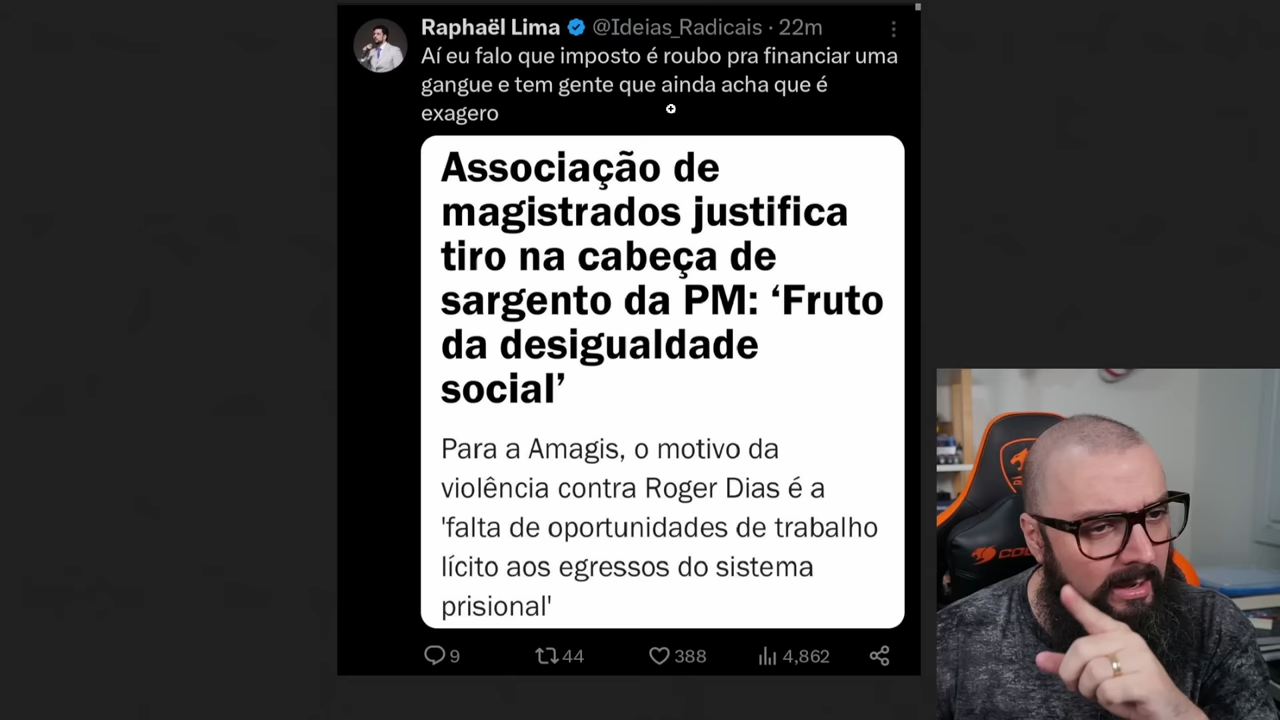 Raphaël Lima @Ideias_Radicais · 22m
Aí eu falo que imposto é roubo pra financiar uma
gangue e tem gente que ainda acha que é
exagero
Associação de
magistrados justifica
tiro na cabeça de
sargento da PM: ‘Fruto
da desigualdade
social’
Para a Amagis, o motivo da
violência contra Roger Dias é a
'falta de oportunidades de trabalho
lícito aos egressos do sistema
prisional'
9 44 388 4,862